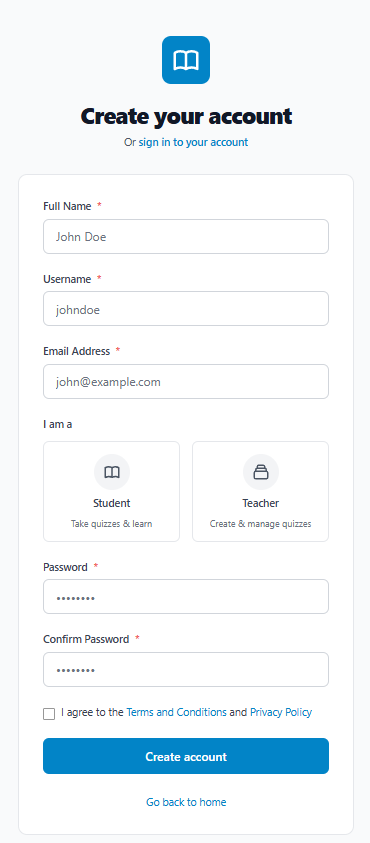 Create your account
Or sign in to your account
Full Name *
John Doe
Username *
johndoe
Email Address *
john@example.com
I am a
Student
Take quizzes & learn
Teacher
Create & manage quizzes
Password *
••••••••
Confirm Password *
••••••••
I agree to the Terms and Conditions and Privacy Policy
Create account
Go back to home